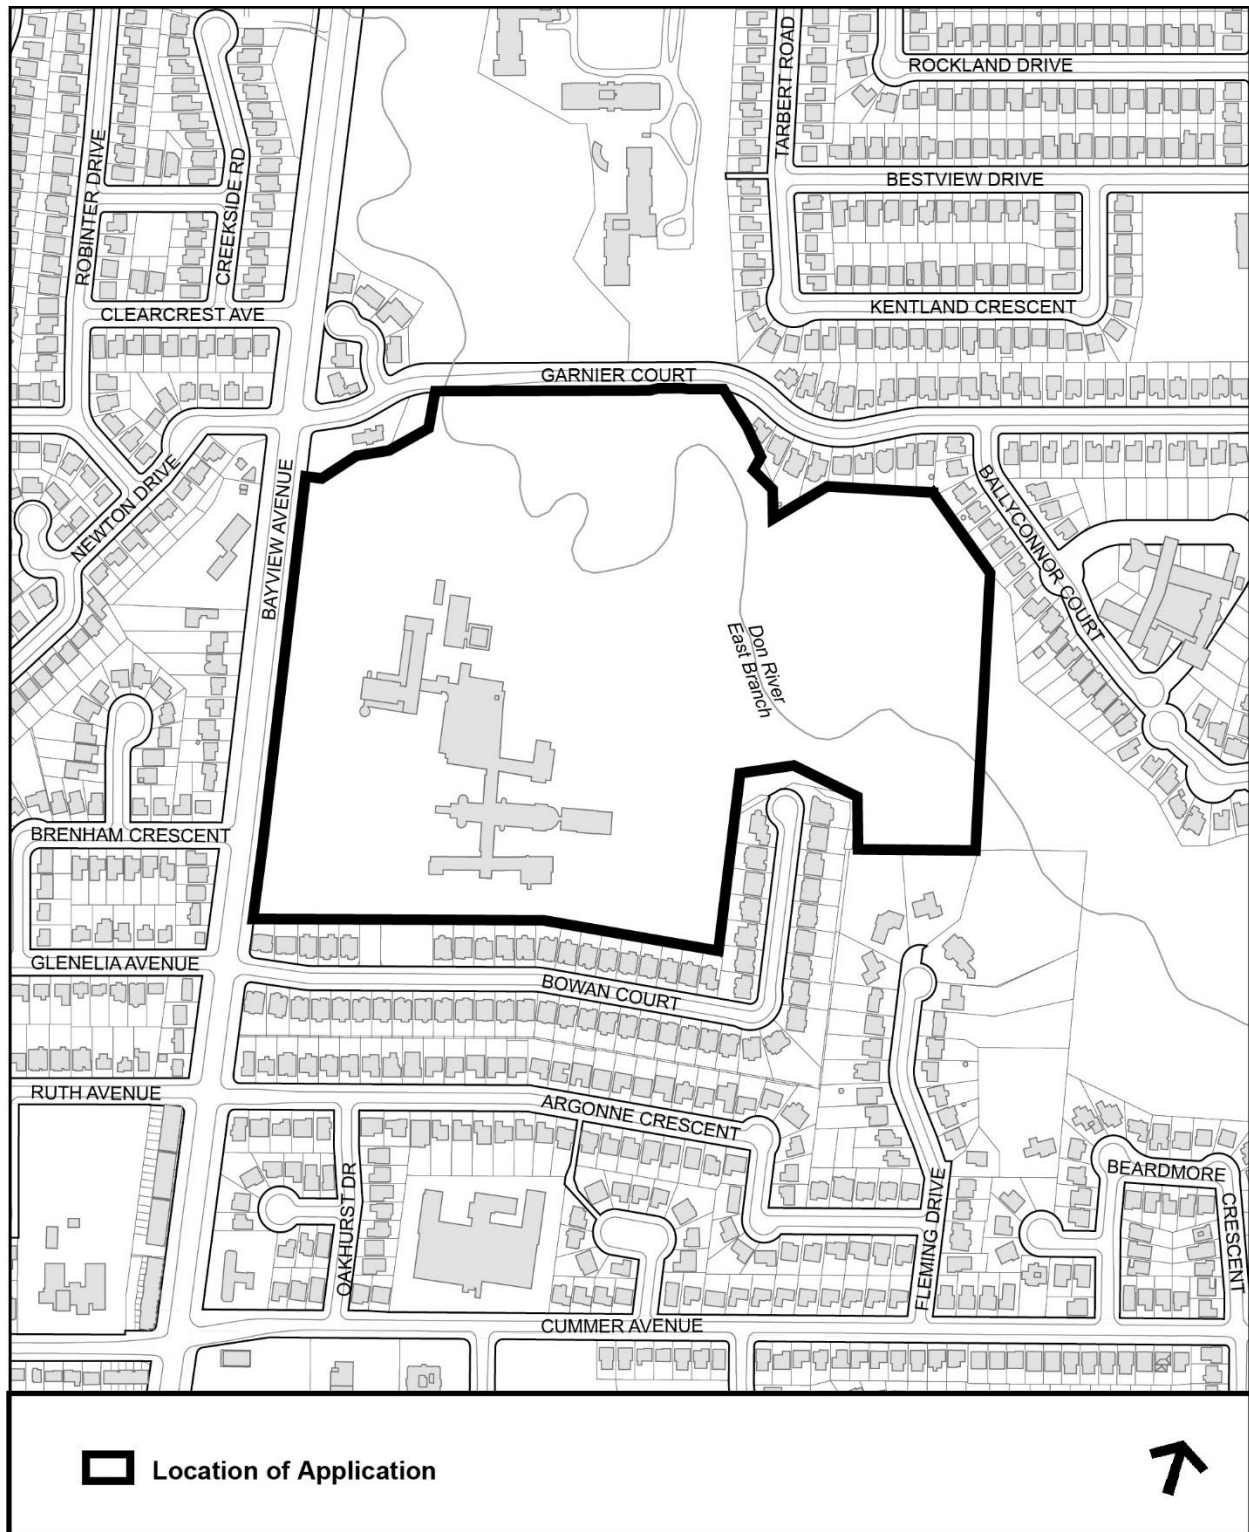 TARBERT ROAD
ROCKLAND DRIVE
ROBINTER DRIVE
CREEKSIDE RD
BESTVIEW DRIVE
CLEARCREST AVE
KENTLAND CRESCENT
GARNIER COURT
NEWTON DRIVE
BAYVIEW AVENUE
BALLYCONNOR COURT
Don River
East Branch
BRENHAM CRESCENT
GLENELIA AVENUE
BOWAN COURT
RUTH AVENUE
ARGONNE CRESCENT
OAKHURST DR
FLEMING DRIVE
BEARDMORE
CRESCENT
CUMMER AVENUE
Location of Application